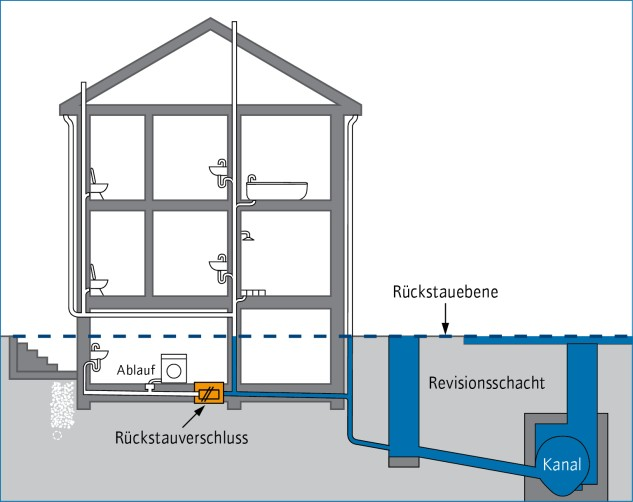 Rückstauebene
Ablauf
Revisionsschacht
Rückstauverschluss
Kanal